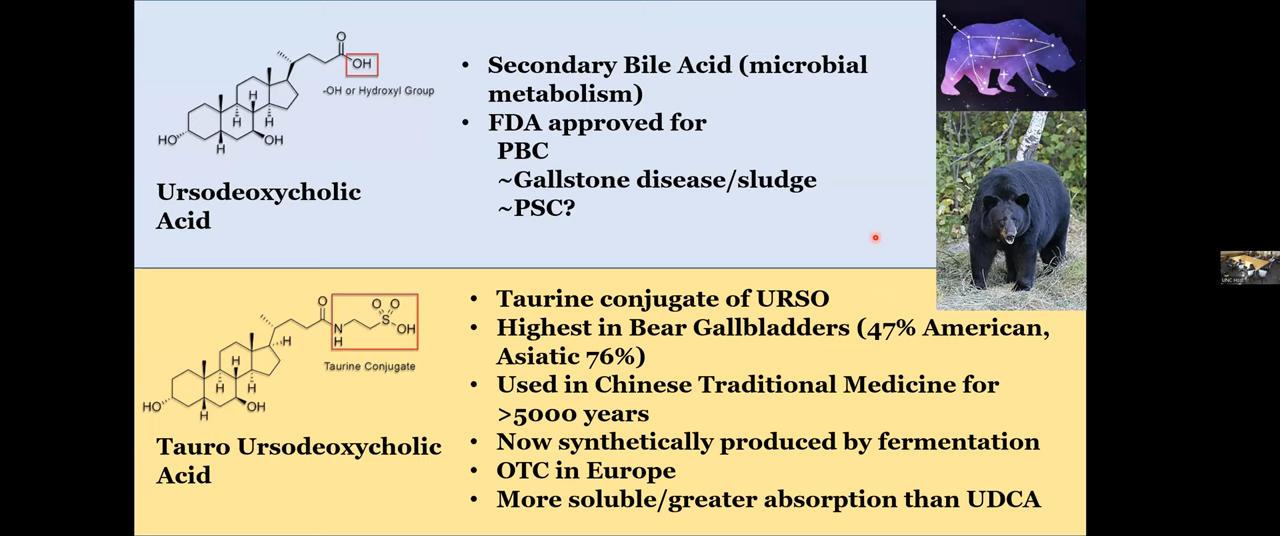 O
OH
-OH or Hydroxyl Group
H
H
H
HO
OH
H
Ursodeoxycholic
Acid
• Secondary Bile Acid (microbial
metabolism)
• FDA approved for
PBC
~Gallstone disease/sludge
~PSC?
O
O O
S
OH
N
H
H
Taurine Conjugate
H
H
H
HO
OH
H
Tauro Ursodeoxycholic
Acid
• Taurine conjugate of URSO
• Highest in Bear Gallbladders (47% American,
Asiatic 76%)
• Used in Chinese Traditional Medicine for
>5000 years
• Now synthetically produced by fermentation
• OTC in Europe
• More soluble/greater absorption than UDCA